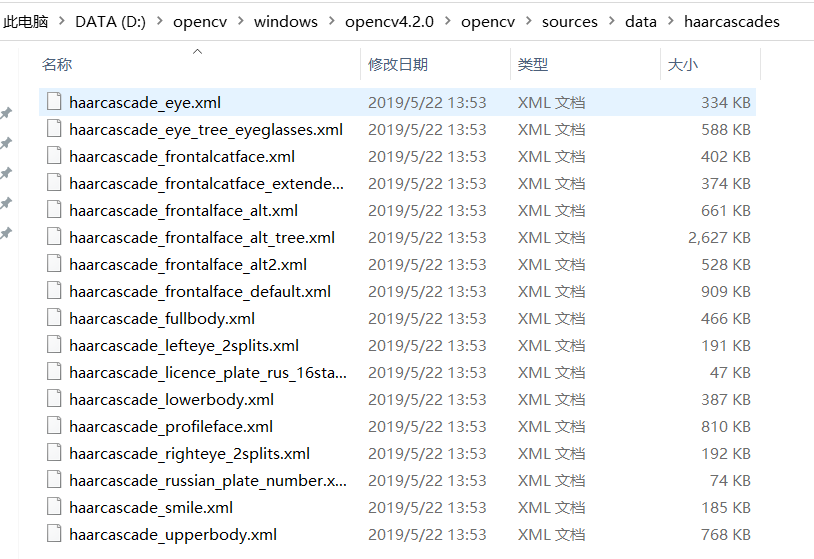 此电脑 > DATA (D:) > opencv > windows > opencv4.2.0 > opencv > sources > data > haarcascades
名称 修改日期 类型 大小
haarcascade_eye.xml 2019/5/22 13:53 XML 文档 334 KB
haarcascade_eye_tree_eyeglasses.xml 2019/5/22 13:53 XML 文档 588 KB
haarcascade_frontalcatface.xml 2019/5/22 13:53 XML 文档 402 KB
haarcascade_frontalcatface_extende... 2019/5/22 13:53 XML 文档 374 KB
haarcascade_frontalface_alt.xml 2019/5/22 13:53 XML 文档 661 KB
haarcascade_frontalface_alt_tree.xml 2019/5/22 13:53 XML 文档 2,627 KB
haarcascade_frontalface_alt2.xml 2019/5/22 13:53 XML 文档 528 KB
haarcascade_frontalface_default.xml 2019/5/22 13:53 XML 文档 909 KB
haarcascade_fullbody.xml 2019/5/22 13:53 XML 文档 466 KB
haarcascade_lefteye_2splits.xml 2019/5/22 13:53 XML 文档 191 KB
haarcascade_licence_plate_rus_16sta... 2019/5/22 13:53 XML 文档 47 KB
haarcascade_lowerbody.xml 2019/5/22 13:53 XML 文档 387 KB
haarcascade_profileface.xml 2019/5/22 13:53 XML 文档 810 KB
haarcascade_righteye_2splits.xml 2019/5/22 13:53 XML 文档 192 KB
haarcascade_russian_plate_number.x... 2019/5/22 13:53 XML 文档 74 KB
haarcascade_smile.xml 2019/5/22 13:53 XML 文档 185 KB
haarcascade_upperbody.xml 2019/5/22 13:53 XML 文档 768 KB